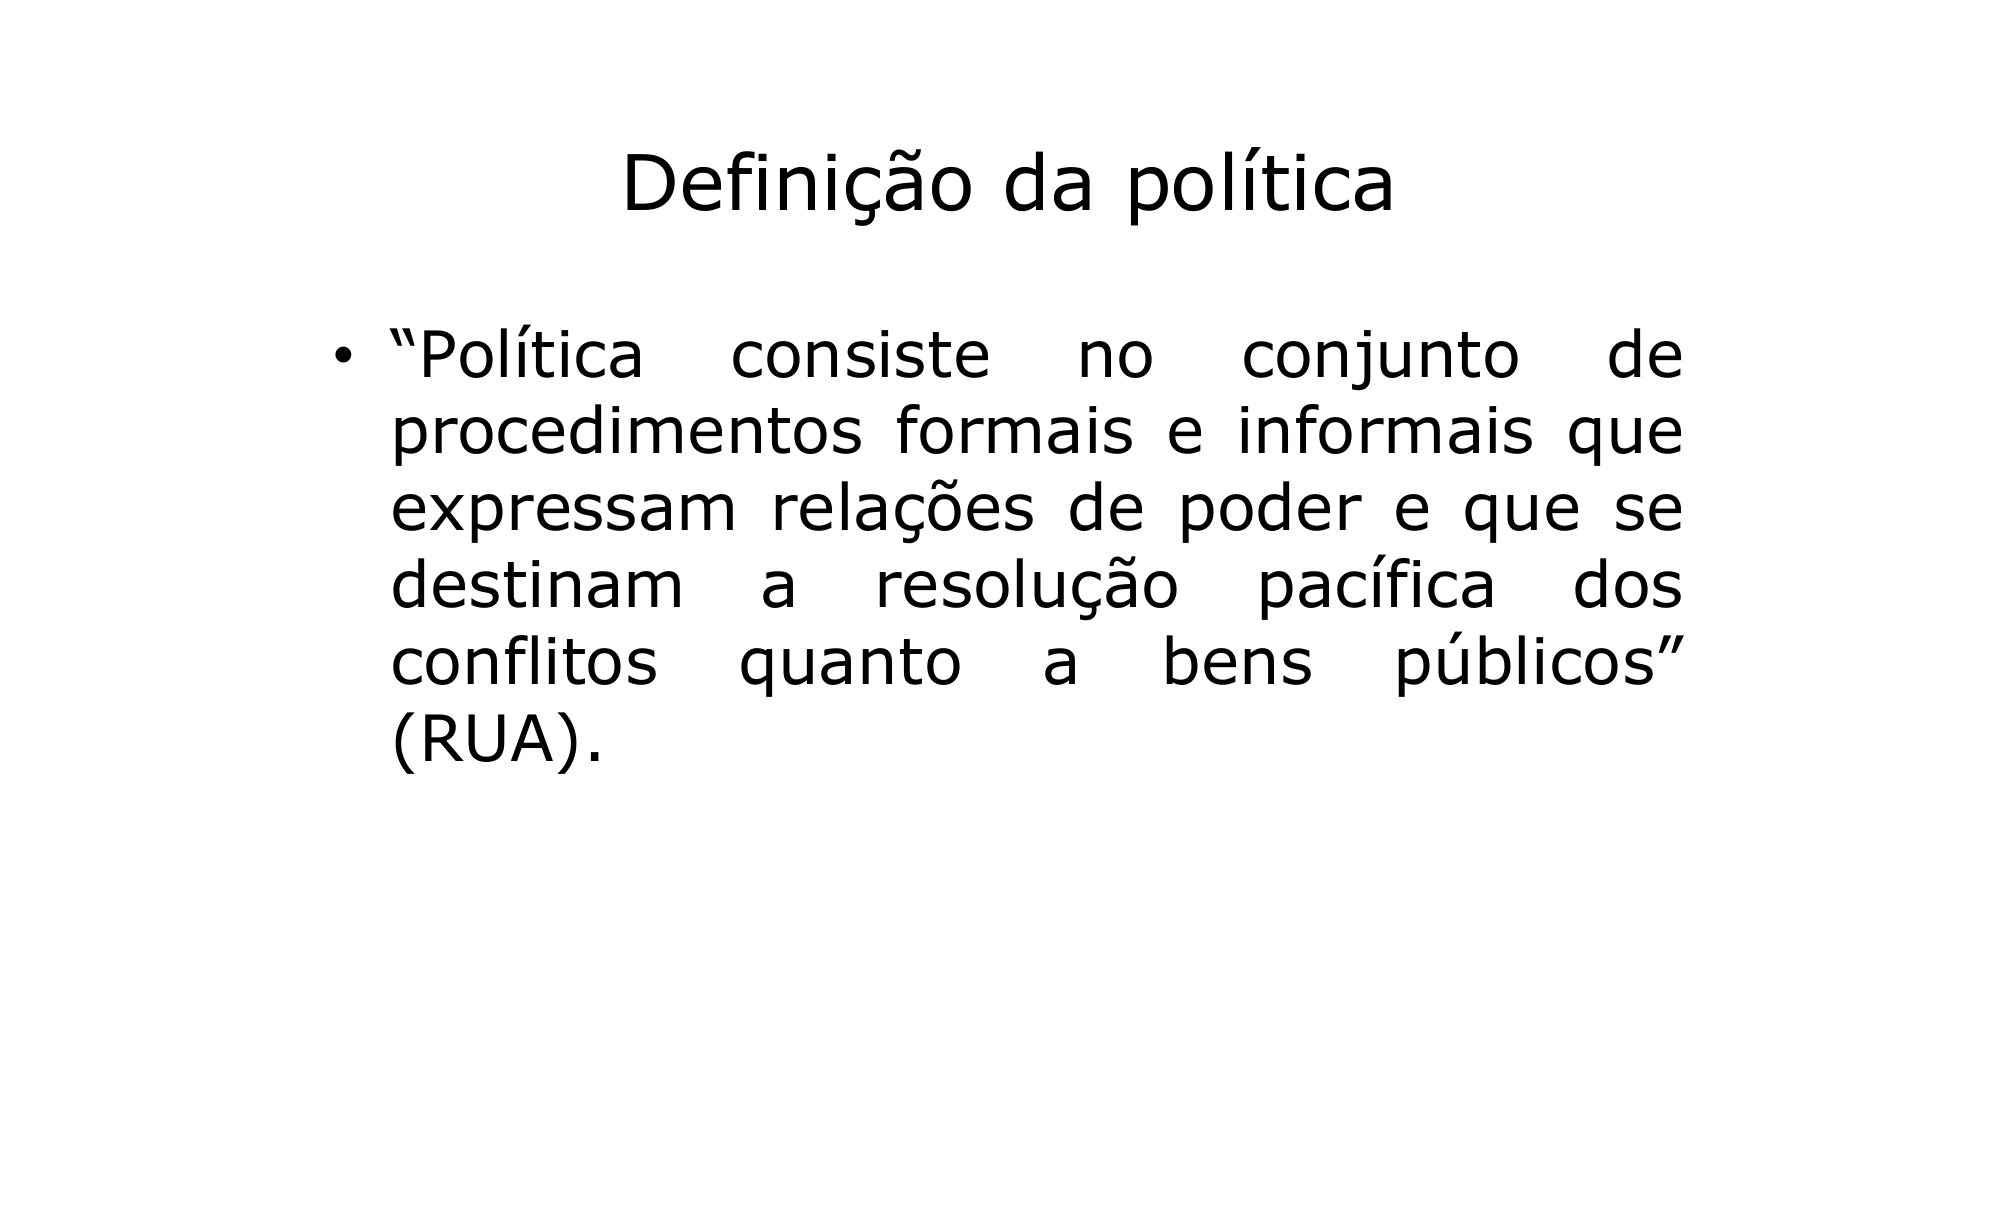 Definição da política
• “Política consiste no conjunto de
procedimentos formais e informais que
expressam relações de poder e que se
destinam a resolução pacífica dos
conflitos quanto a bens públicos”
(RUA).